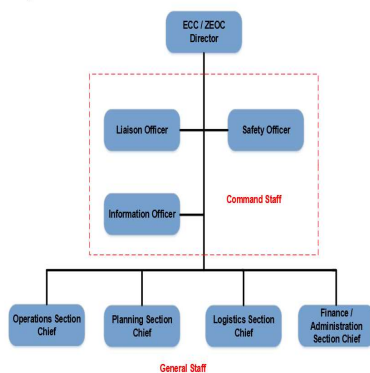 ECC / ZEOC
Director
Liaison Officer
Safety Officer
Information Officer
Command Staff
Operations Section
Chief
Planning Section
Chief
Logistics Section
Chief
Finance /
Administration
Section Chief
General Staff